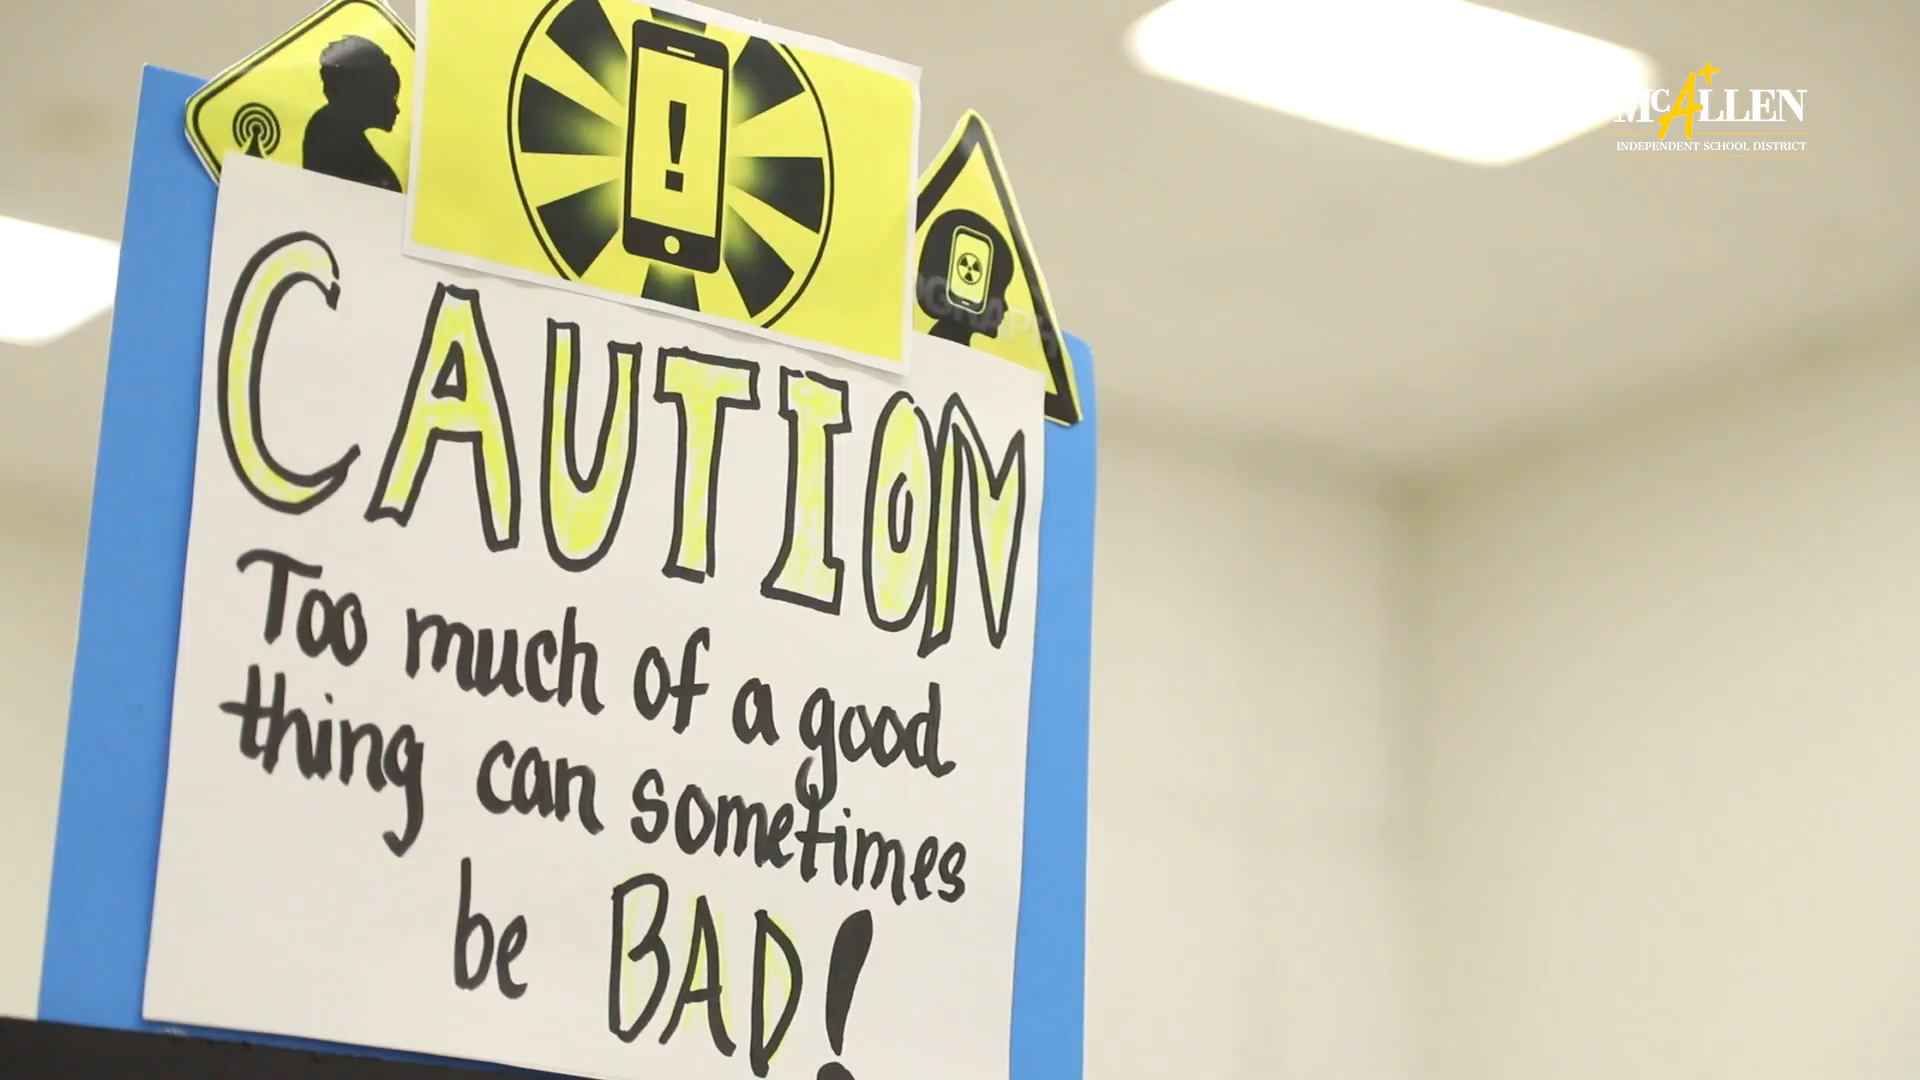 McALLEN
INDEPENDENT SCHOOL DISTRICT
!
CAUTION
Too much of a good
thing can sometimes
be BAD!